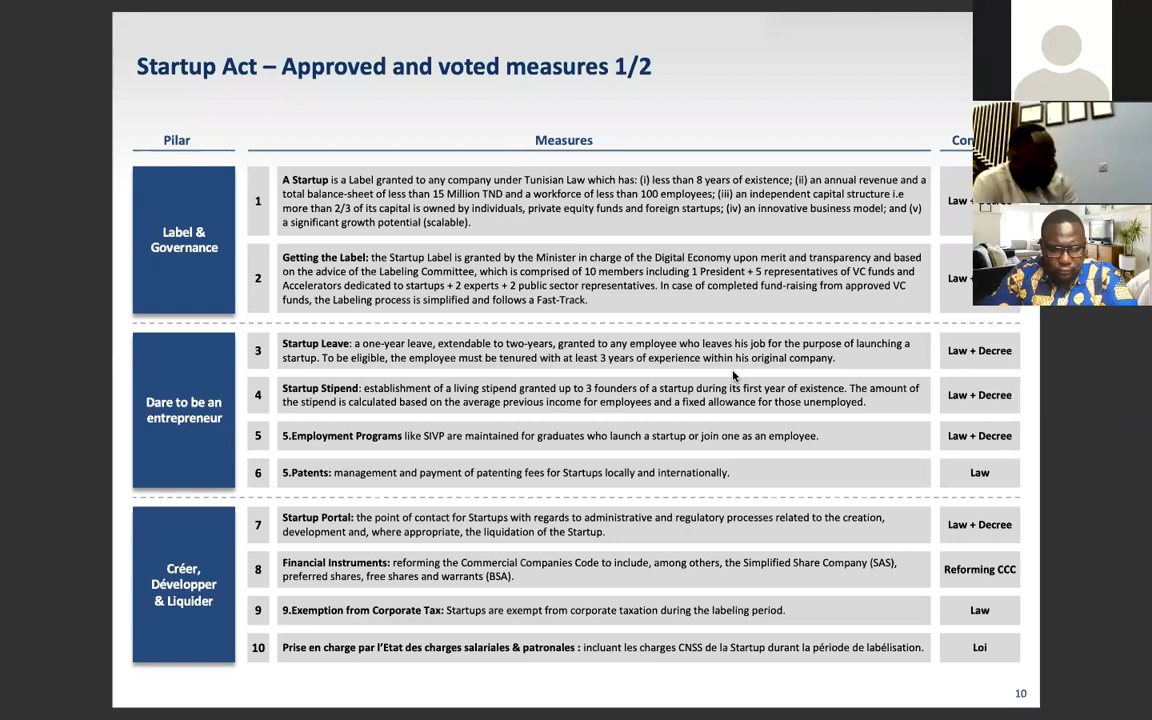 Startup Act – Approved and voted measures 1/2
Pilar
Measures
Label &
Governance
1
A Startup is a Label granted to any company under Tunisian Law which has: (i) less than 8 years of existence; (ii) an annual revenue and a
total balance-sheet of less than 15 Million TND and a workforce of less than 100 employees; (iii) an independent capital structure i.e
more than 2/3 of its capital is owned by individuals, private equity funds and foreign startups; (iv) an innovative business model; and (v)
a significant growth potential (scalable).
Law +
2
Getting the Label: the Startup Label is granted by the Minister in charge of the Digital Economy upon merit and transparency and based
on the advice of the Labeling Committee, which is comprised of 10 members including 1 President + 5 representatives of VC funds and
Accelerators dedicated to startups + 2 experts + 2 public sector representatives. In case of completed fund-raising from approved VC
funds, the Labeling process is simplified and follows a Fast-Track.
Law +
Dare to be an
entrepreneur
3
Startup Leave: a one-year leave, extendable to two-years, granted to any employee who leaves his job for the purpose of launching a
startup. To be eligible, the employee must be tenured with at least 3 years of experience within his original company.
Law + Decree
4
Startup Stipend: establishment of a living stipend granted up to 3 founders of a startup during its first year of existence. The amount of
the stipend is calculated based on the average previous income for employees and a fixed allowance for those unemployed.
Law + Decree
5
5.Employment Programs like SIVP are maintained for graduates who launch a startup or join one as an employee.
Law + Decree
6
5.Patents: management and payment of patenting fees for Startups locally and internationally.
Law
Créer,
Développer
& Liquider
7
Startup Portal: the point of contact for Startups with regards to administrative and regulatory processes related to the creation,
development and, where appropriate, the liquidation of the Startup.
Law + Decree
8
Financial Instruments: reforming the Commercial Companies Code to include, among others, the Simplified Share Company (SAS),
preferred shares, free shares and warrants (BSA).
Reforming CCC
9
9.Exemption from Corporate Tax: Startups are exempt from corporate taxation during the labeling period.
Law
10
Prise en charge par l'Etat des charges salariales & patronales : incluant les charges CNSS de la Startup durant la période de labélisation.
Loi
10